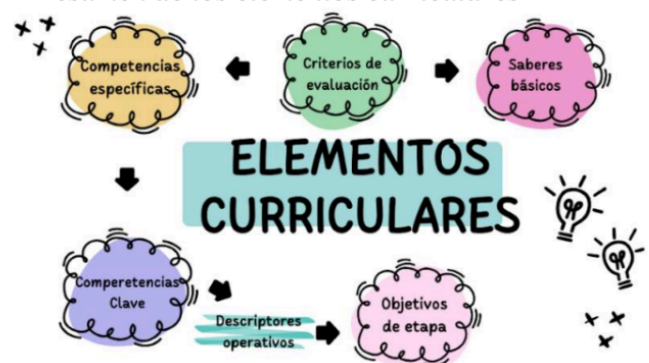 Competencias
específicas
Criterios de
evaluación
Saberes
básicos
ELEMENTOS
CURRICULARES
Comperetencias
Clave
Descriptores
operativos
Objetivos
de etapa